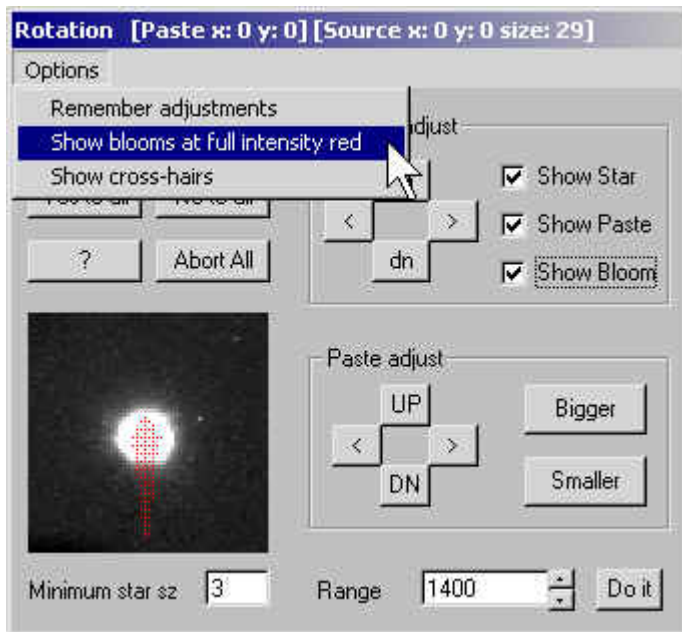 Rotation [Paste x: 0 y: 0] [Source x: 0 y: 0 size: 29]
Options
Remember adjustments
Show blooms at full intensity red
Show cross-hairs
djust
Show Star
< > Show Paste
? Abort All dn Show Bloom
Paste adjust
UP Bigger
< >
DN Smaller
Minimum star sz 3 Range 1400 Do it